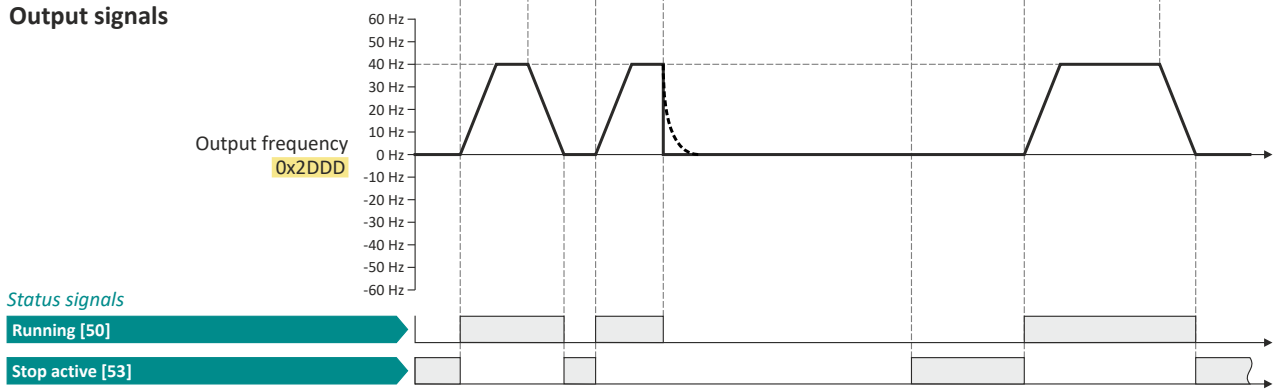 Output signals
60 Hz
50 Hz
40 Hz
30 Hz
20 Hz
10 Hz
0 Hz
-10 Hz
-20 Hz
-30 Hz
-40 Hz
-50 Hz
-60 Hz
Output frequency
0x2DDD
Status signals
Running [50]
Stop active [53]